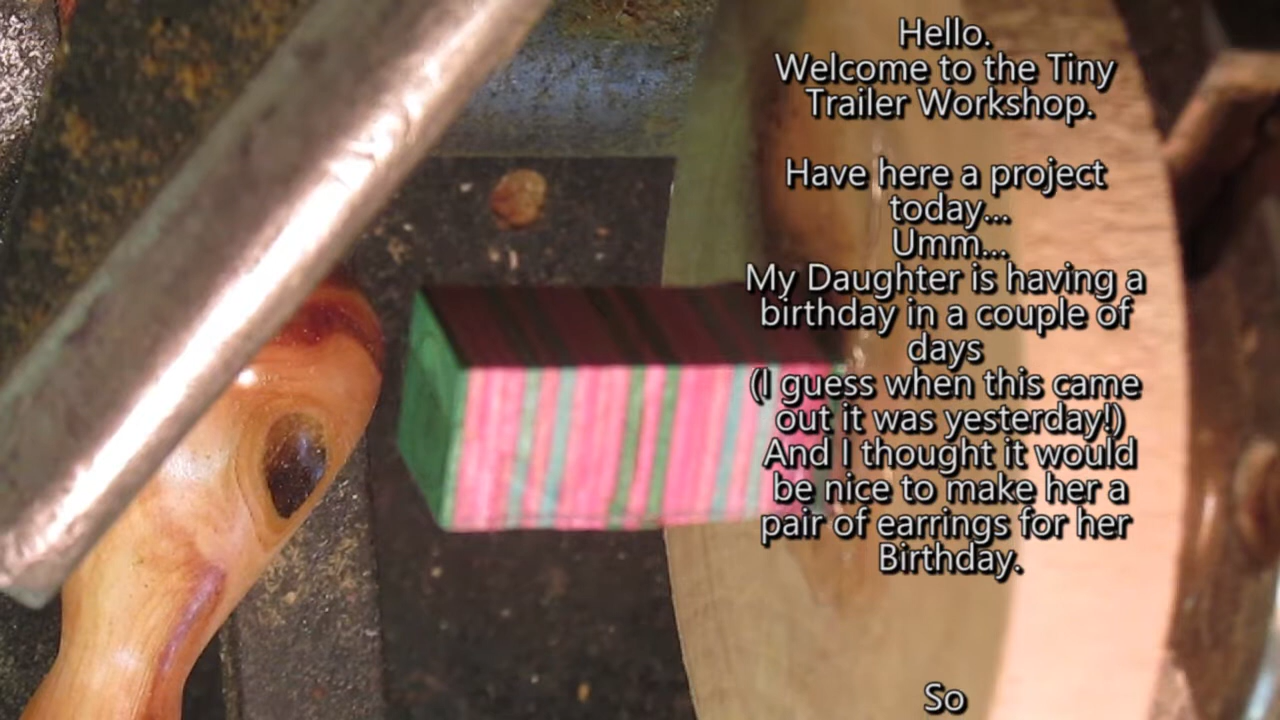 Hello.
Welcome to the Tiny
Trailer Workshop.
Have here a project
today...
Umm...
My Daughter is having a
birthday in a couple of
days
(I guess when this came
out it was yesterday!)
And I thought it would
be nice to make her a
pair of earrings for her
Birthday.
So